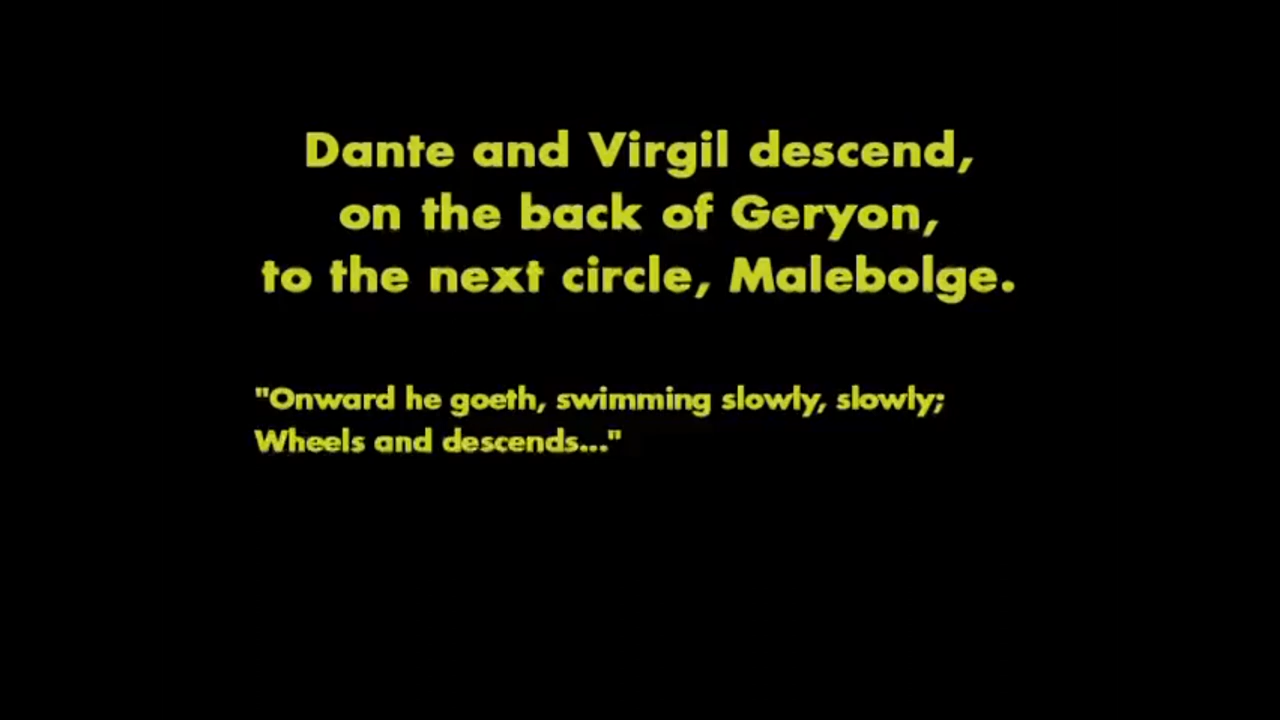 Dante and Virgil descend,
on the back of Geryon,
to the next circle, Malebolge.
"Onward he goeth, swimming slowly, slowly;
Wheels and descends..."